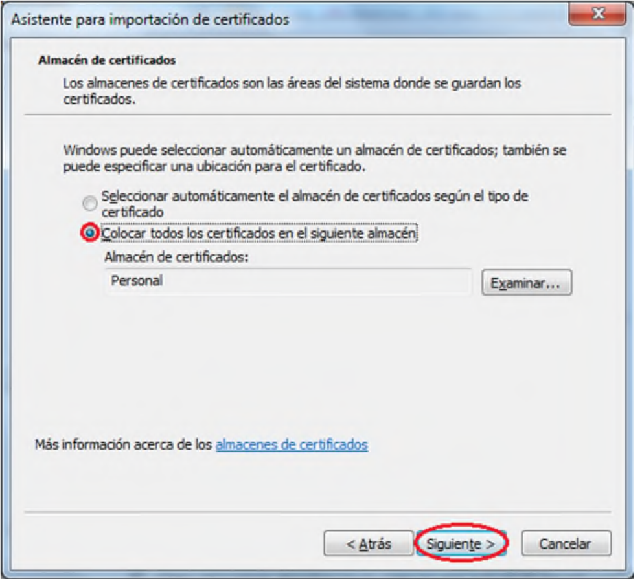 Asistente para importación de certificados
Almacén de certificados
Los almacenes de certificados son las áreas del sistema donde se guardan los
certificados.
Windows puede seleccionar automáticamente un almacén de certificados; también se
puede especificar una ubicación para el certificado.
Seleccionar automáticamente el almacén de certificados según el tipo de
certificado
Colocar todos los certificados en el siguiente almacén
Almacén de certificados:
Personal
Examinar...
Más información acerca de los almacenes de certificados
< Atrás
Siguiente >
Cancelar